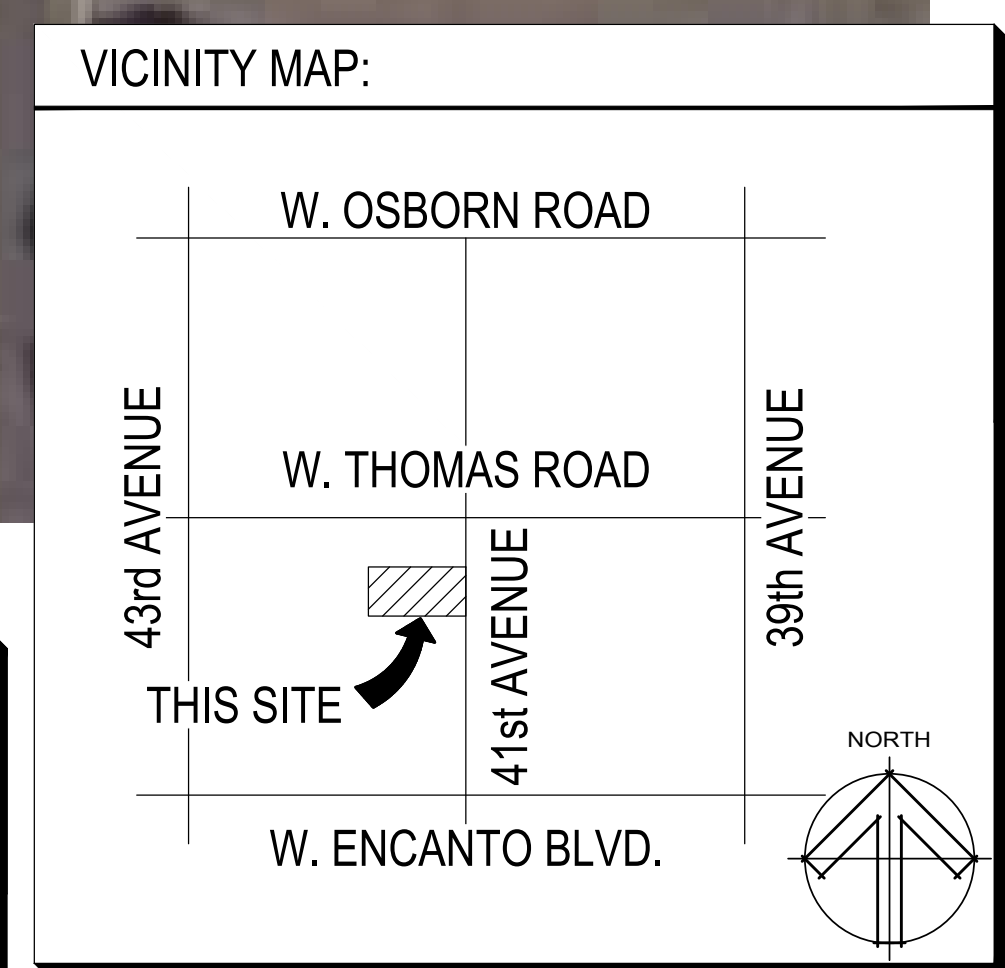 VICINITY MAP:
W. OSBORN ROAD
43rd AVENUE
W. THOMAS ROAD
39th AVENUE
41st AVENUE
THIS SITE
NORTH
W. ENCANTO BLVD.